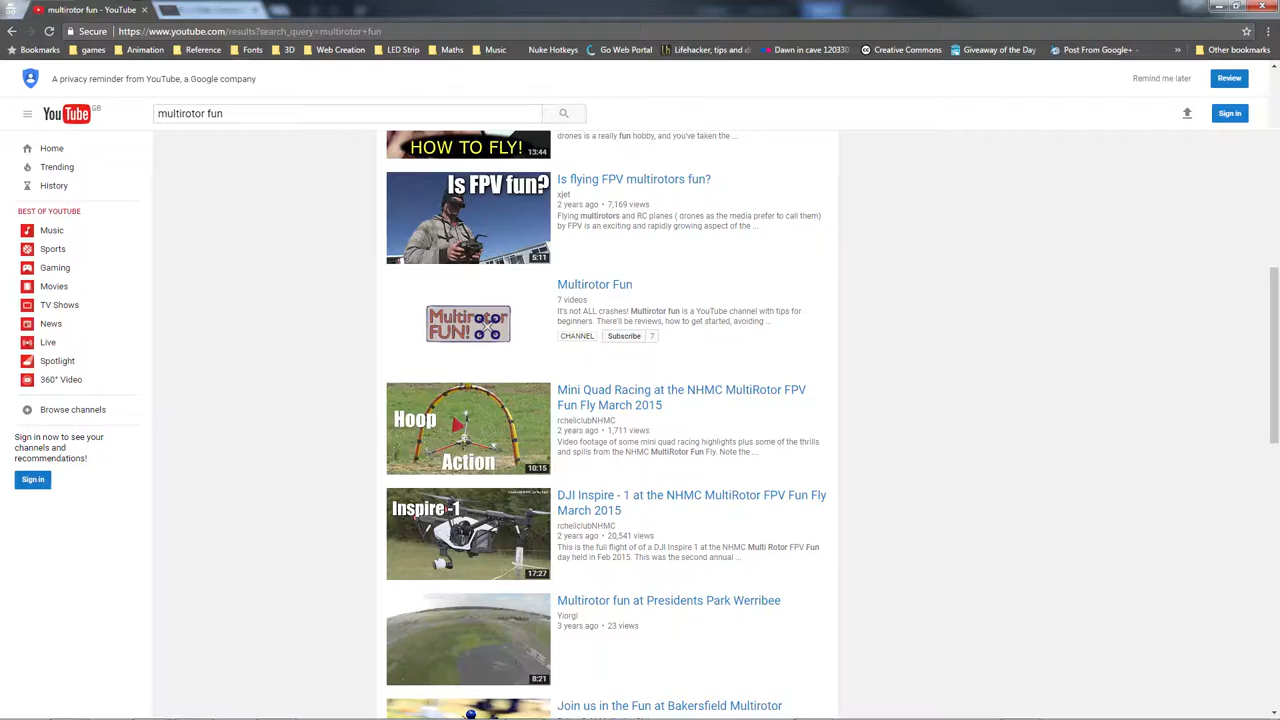 multirotor fun - YouTube
Secure
https://www.youtube.com/results?search_query=multirotor+fun
Bookmarks
games
Animation
Reference
Fonts
3D
Web Creation
LED Strip
Maths
Music
Nuke Hotkeys
Go Web Portal
Lifehacker, tips and d
Dawn in cave 120330
Creative Commons
Giveaway of the Day
Post From Google+
»
Other bookmarks
A privacy reminder from YouTube, a Google company
Remind me later
Review
YouTube GB
multirotor fun
Sign in
Home
Trending
History
BEST OF YOUTUBE
Music
Sports
Gaming
Movies
TV Shows
News
Live
Spotlight
360° Video
Browse channels
Sign in now to see your
channels and
recommendations!
Sign in
HOW TO FLY!
13:44
drones is a really fun hobby, and you've taken the ...
Is FPV fun?
5:11
Is flying FPV multirotors fun?
xjet
2 years ago • 7,169 views
Flying multirotors and RC planes ( drones as the media prefer to call them)
by FPV is an exciting and rapidly growing aspect of the ...
Multirotor
FUN!
Multirotor Fun
7 videos
It's not ALL crashes! Multirotor fun is a YouTube channel with tips for
beginners. There'll be reviews, how to get started, avoiding ...
CHANNEL
Subscribe
7
Hoop
Action
10:15
Mini Quad Racing at the NHMC MultiRotor FPV
Fun Fly March 2015
rcheliclubNHMC
2 years ago • 1,711 views
Video footage of some mini quad racing highlights plus some of the thrills
and spills from the NHMC MultiRotor Fun Fly. Note the ...
Inspire -1
17:27
DJI Inspire - 1 at the NHMC MultiRotor FPV Fun Fly
March 2015
rcheliclubNHMC
2 years ago • 20,541 views
This is the full flight of of a DJI Inspire 1 at the NHMC Multi Rotor FPV Fun
day held in Feb 2015. This was the second annual ...
8:21
Multirotor fun at Presidents Park Werribee
Yiorgi
3 years ago • 23 views
Join us in the Fun at Bakersfield Multirotor